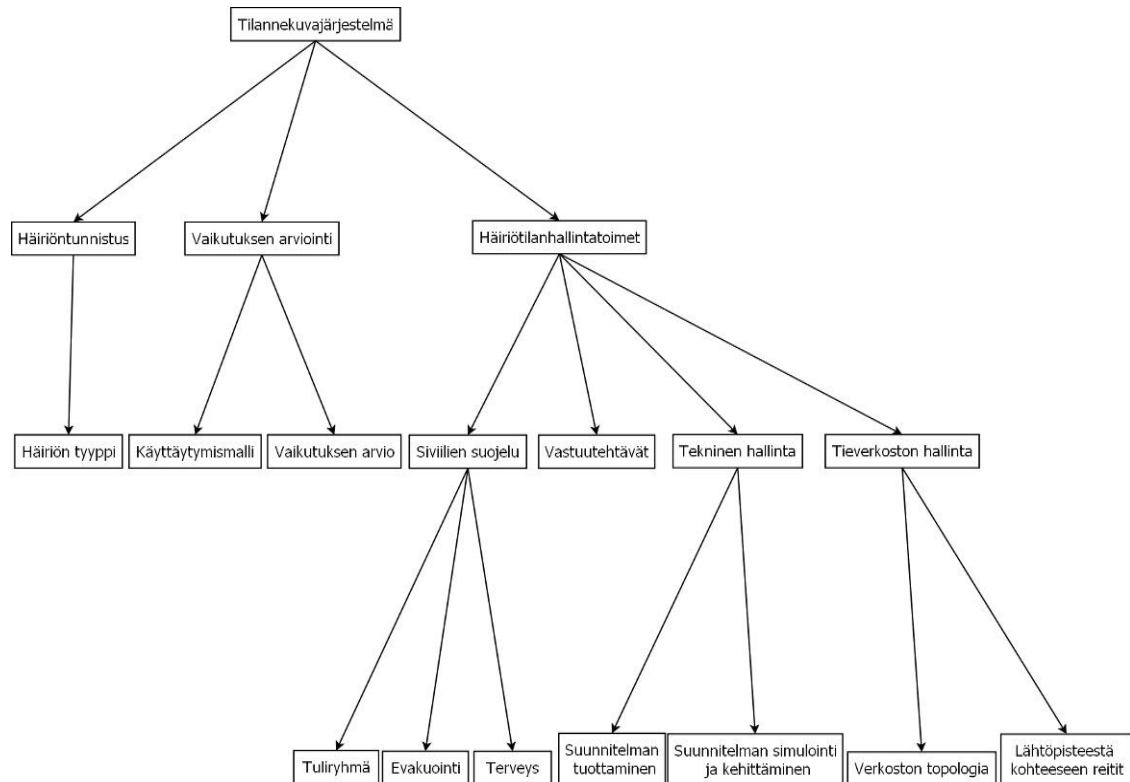 Tilannekuvajärjestelmä
Häiriöntunnistus
Vaikutuksen arviointi
Häiriötilanhallintatoimet
Häiriön tyyppi
Käyttäytymismalli
Vaikutuksen arvio
Siviilien suojelu
Vastuutehtävät
Tekninen hallinta
Tieverkoston hallinta
Tuliryhmä
Evakuointi
Terveys
Suunnitelman
tuottaminen
Suunnitelman simulointi
ja kehittäminen
Verkoston topologia
Lähtöpisteestä
kohteeseen reitit